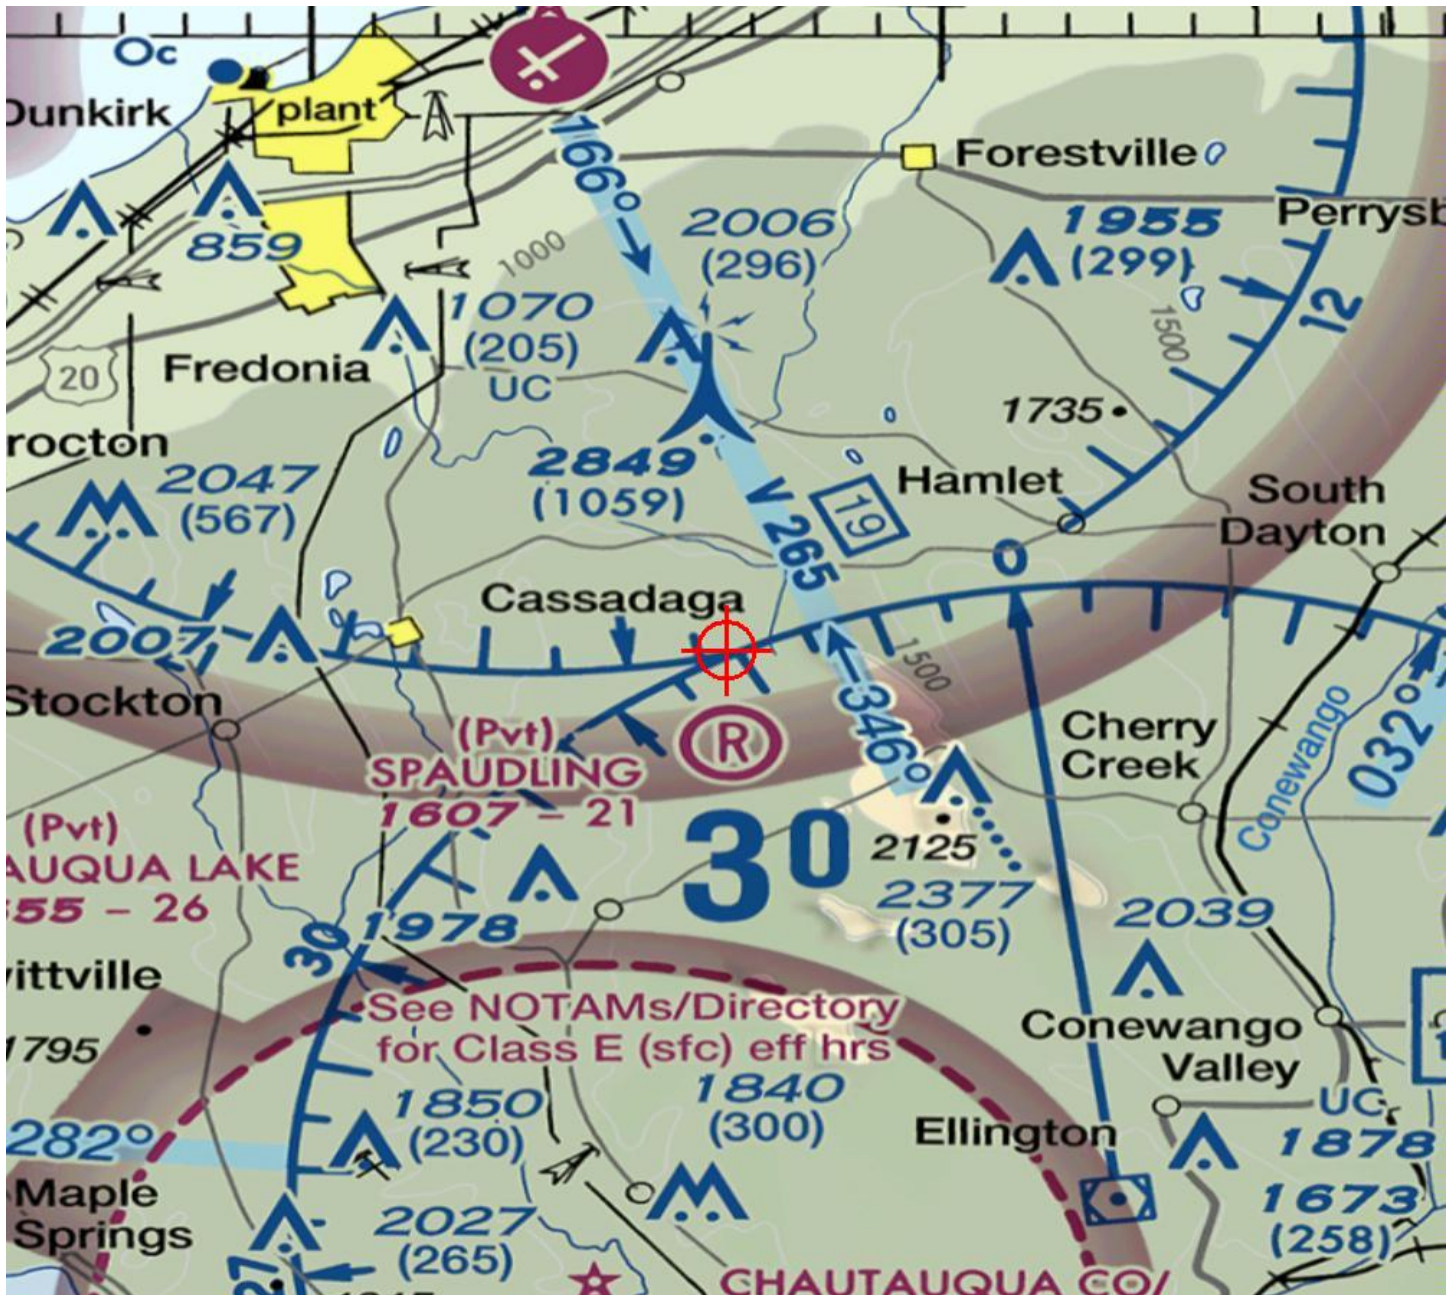 Oc
Dunkirk
plant
166°
Forestville
859
2006
(296)
1955
(299)
Perrysb
1000
1070
(205)
UC
20
Fredonia
1500
12
1735
rocton
2047
(567)
2849
(1059)
V 265
19
Hamlet
South
Dayton
0
Cassadaga
2007
Stockton
1500
346°
(Pvt)
SPAUDLING
1607 – 21
R
Cherry
Creek
Conewango
032°
(Pvt)
AUQUA LAKE
55 – 26
30
2125
2377
(305)
2039
30
1978
wittville
1795
See NOTAMs/Directory
for Class E (sfc) eff hrs
Conewango
Valley
1850
(230)
1840
(300)
Ellington
UC
1878
282°
Maple
Springs
2027
(265)
1673
(258)
27
CHAUTAUQUA CO/